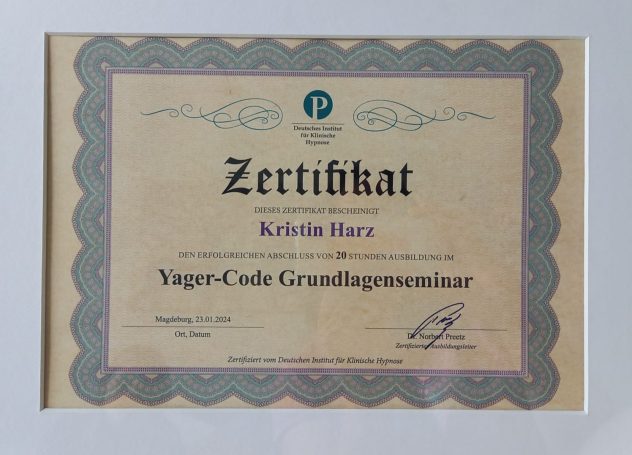 P
Deutsches Institut
für Klinische
Hypnose
Zertifikat
DIESES ZERTIFIKAT BESCHEINIGT
Kristin Harz
DEN ERFOLGREICHEN ABSCHLUSS VON 20 STUNDEN AUSBILDUNG IM
Yager-Code Grundlagenseminar
Magdeburg, 23.01.2024
Ort, Datum
Dr. Norbert Preetz
Zertifizierter Ausbildungsleiter
Zertifiziert vom Deutschen Institut für Klinische Hypnose